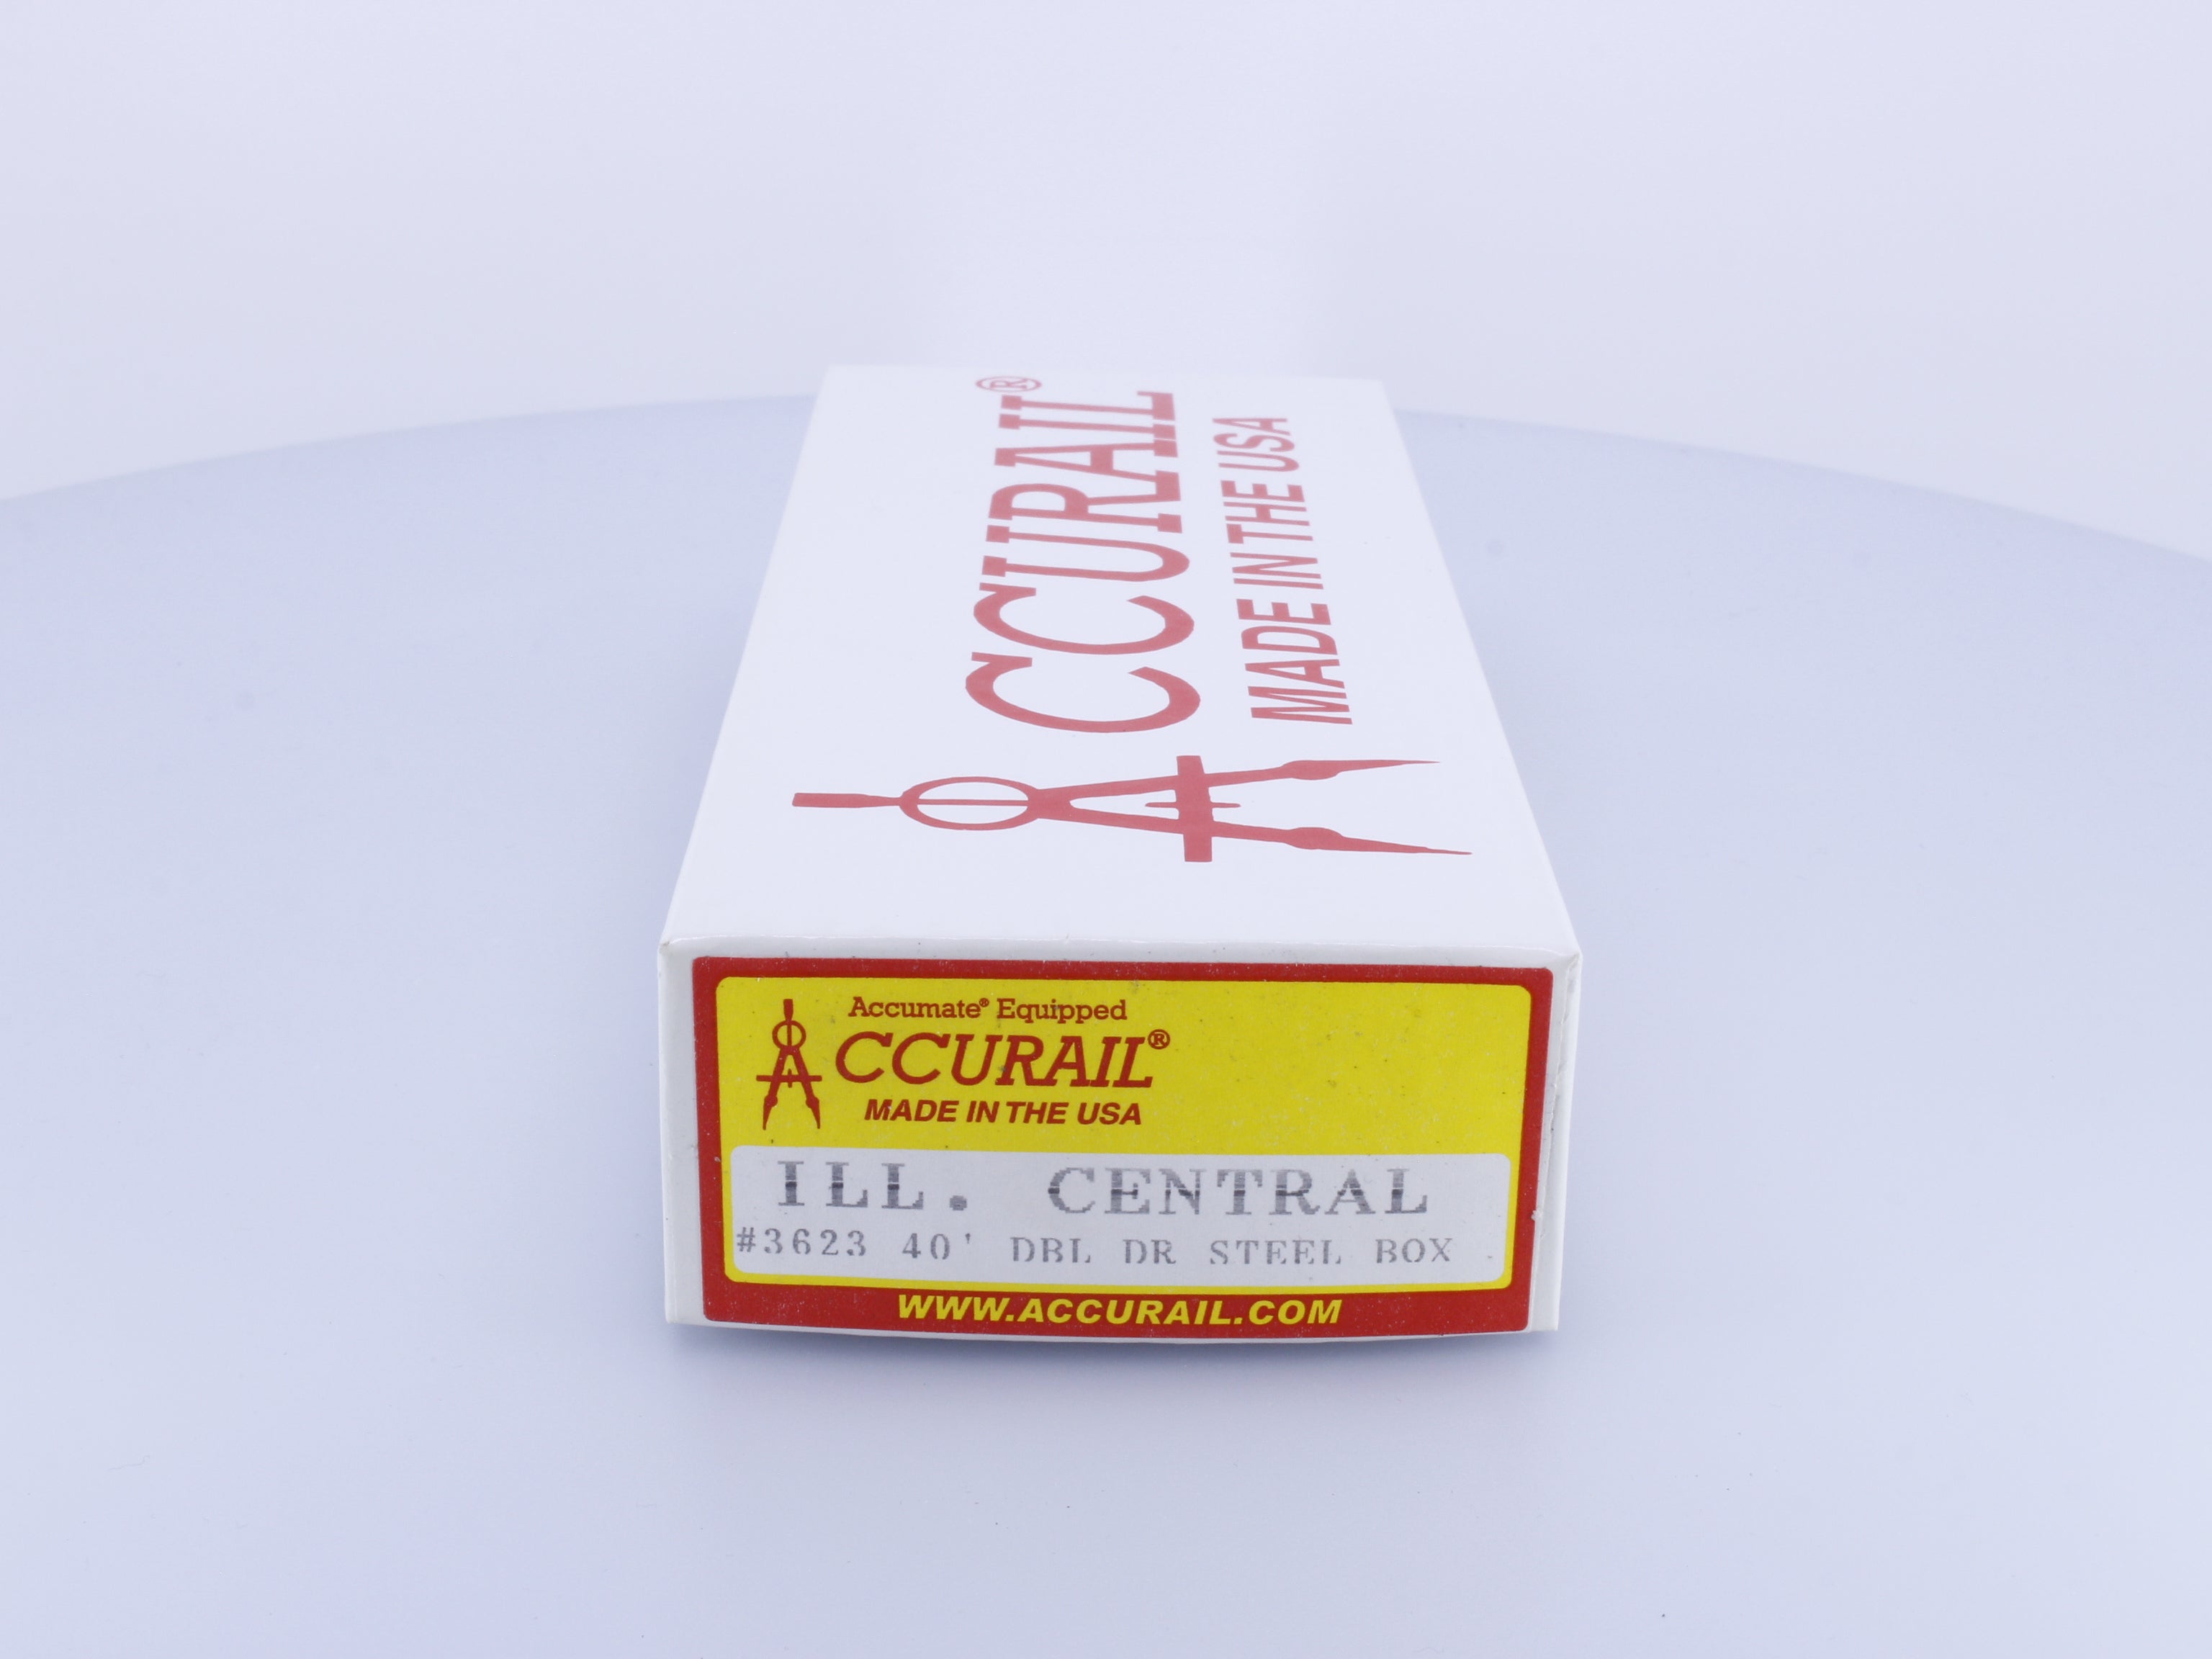 ACCURAIL®
MADE IN THE USA
Accumate® Equipped
ACCURAIL®
MADE IN THE USA
ILL. CENTRAL
#3623 40' DBL DR STEEL BOX
WWW.ACCURAIL.COM